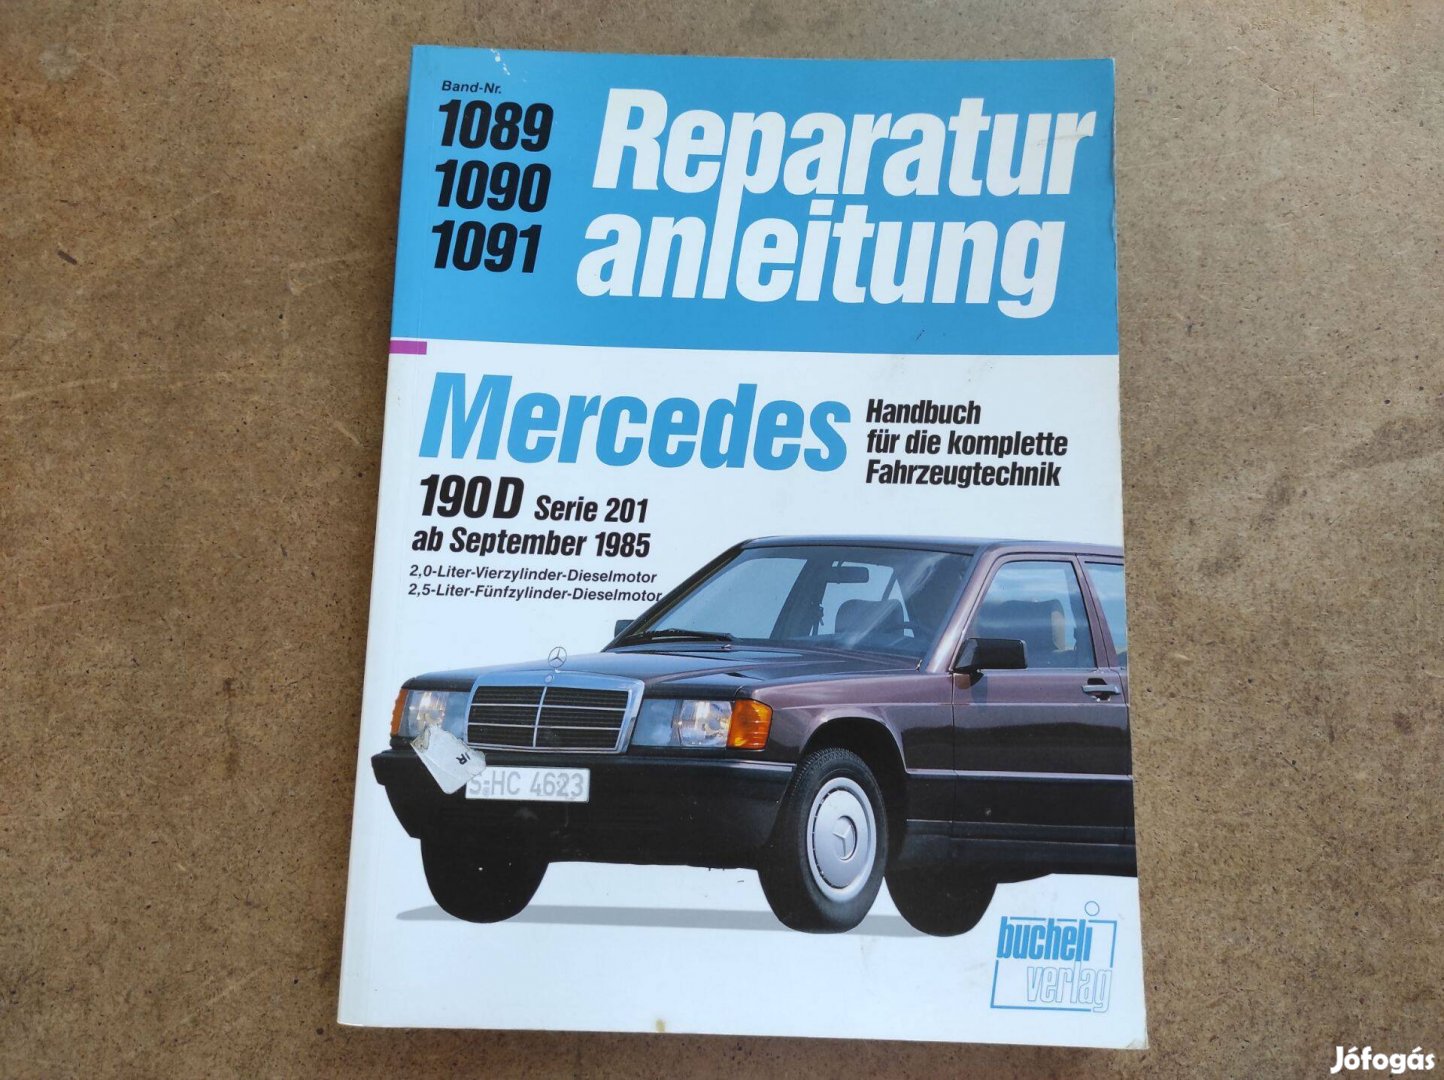 Band-Nr.
1089
1090
1091
Reparatur
anleitung
Mercedes
Handbuch
für die komplette
Fahrzeugtechnik
190D Serie 201
ab September 1985
2,0-Liter-Vierzylinder-Dieselmotor
2,5-Liter-Fünfzylinder-Dieselmotor
S-HC 4623
bucheli
verlag
Jófogás